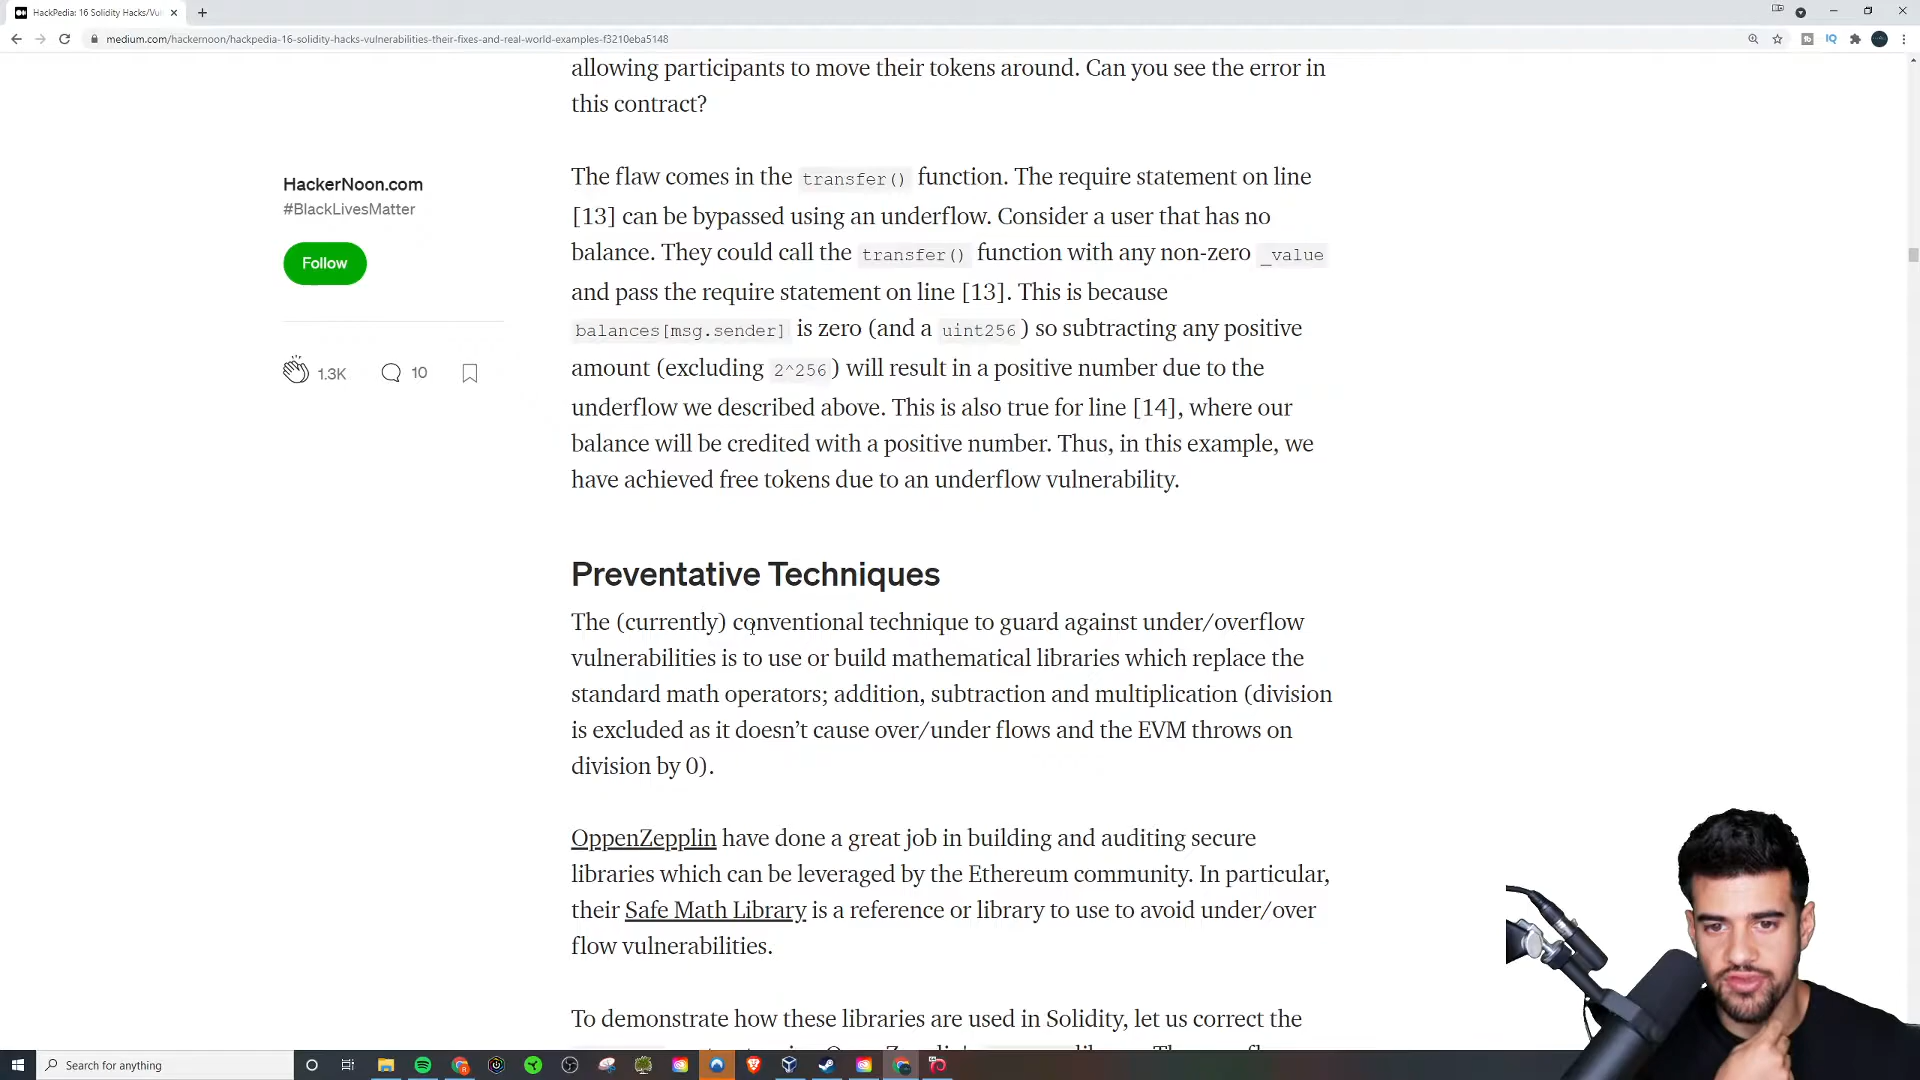 HackPedia: 16 Solidity Hacks/Vul
medium.com/hackernoon/hackpedia-16-solidity-hacks-vulnerabilities-their-fixes-and-real-world-examples-f3210eba5148
allowing participants to move their tokens around. Can you see the error in
this contract?
HackerNoon.com
#BlackLivesMatter
Follow
1.3K
10
The flaw comes in the transfer() function. The require statement on line
[13] can be bypassed using an underflow. Consider a user that has no
balance. They could call the transfer() function with any non-zero _value
and pass the require statement on line [13]. This is because
balances[msg.sender] is zero (and a uint256) so subtracting any positive
amount (excluding 2^256) will result in a positive number due to the
underflow we described above. This is also true for line [14], where our
balance will be credited with a positive number. Thus, in this example, we
have achieved free tokens due to an underflow vulnerability.
Preventative Techniques
The (currently) conventional technique to guard against under/overflow
vulnerabilities is to use or build mathematical libraries which replace the
standard math operators; addition, subtraction and multiplication (division
is excluded as it doesn’t cause over/under flows and the EVM throws on
division by 0).
OppenZepplin have done a great job in building and auditing secure
libraries which can be leveraged by the Ethereum community. In particular,
their Safe Math Library is a reference or library to use to avoid under/over
flow vulnerabilities.
To demonstrate how these libraries are used in Solidity, let us correct the
Search for anything